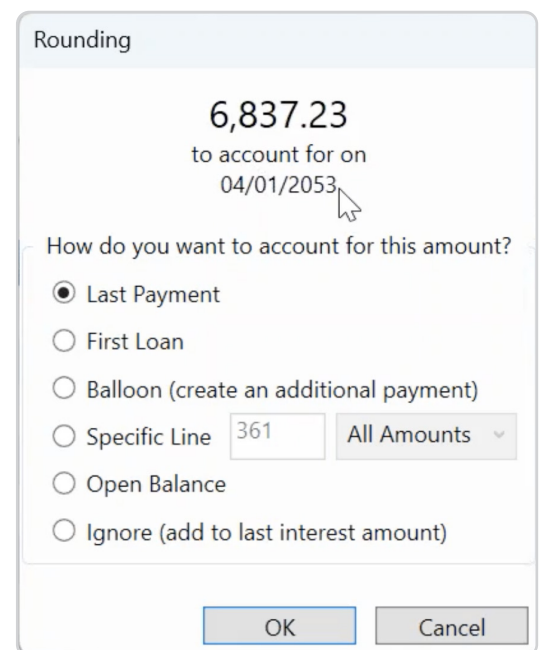 Rounding
6,837.23
to account for on
04/01/2053
How do you want to account for this amount?
Last Payment
First Loan
Balloon (create an additional payment)
Specific Line 361 All Amounts
Open Balance
Ignore (add to last interest amount)
OK Cancel